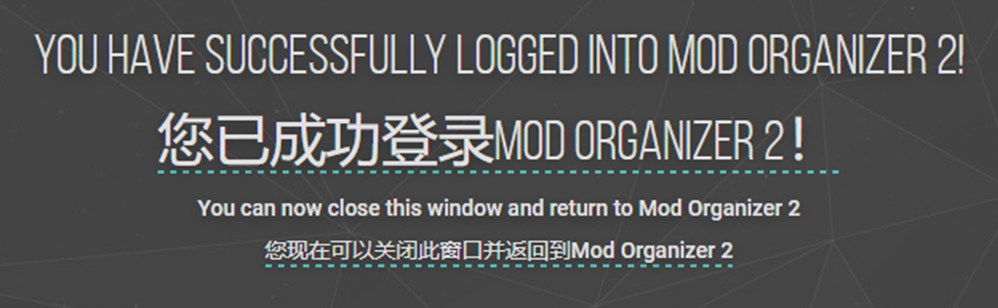 YOU HAVE SUCCESSFULLY LOGGED INTO MOD ORGANIZER 2!
您已成功登录MOD ORGANIZER 2！
You can now close this window and return to Mod Organizer 2
您现在可以关闭此窗口并返回到Mod Organizer 2